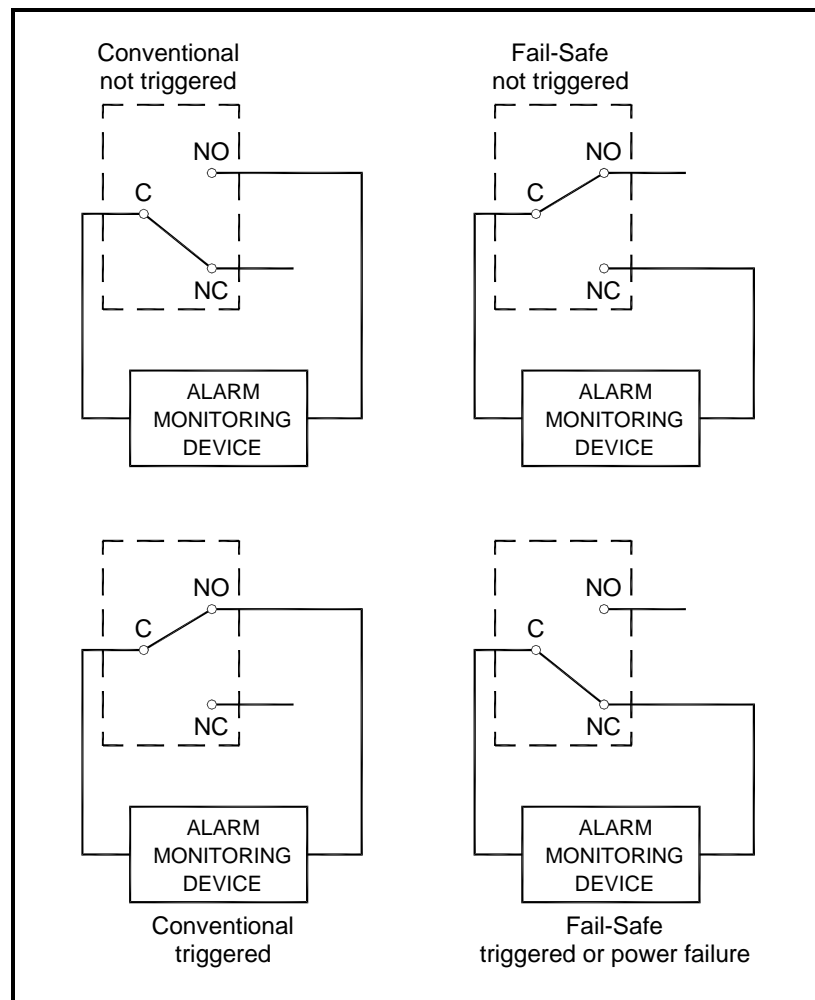 Conventional
not triggered
NO
C
NC
ALARM
MONITORING
DEVICE
Fail-Safe
not triggered
NO
C
NC
ALARM
MONITORING
DEVICE
NO
C
NC
ALARM
MONITORING
DEVICE
Conventional
triggered
NO
C
NC
ALARM
MONITORING
DEVICE
Fail-Safe
triggered or power failure